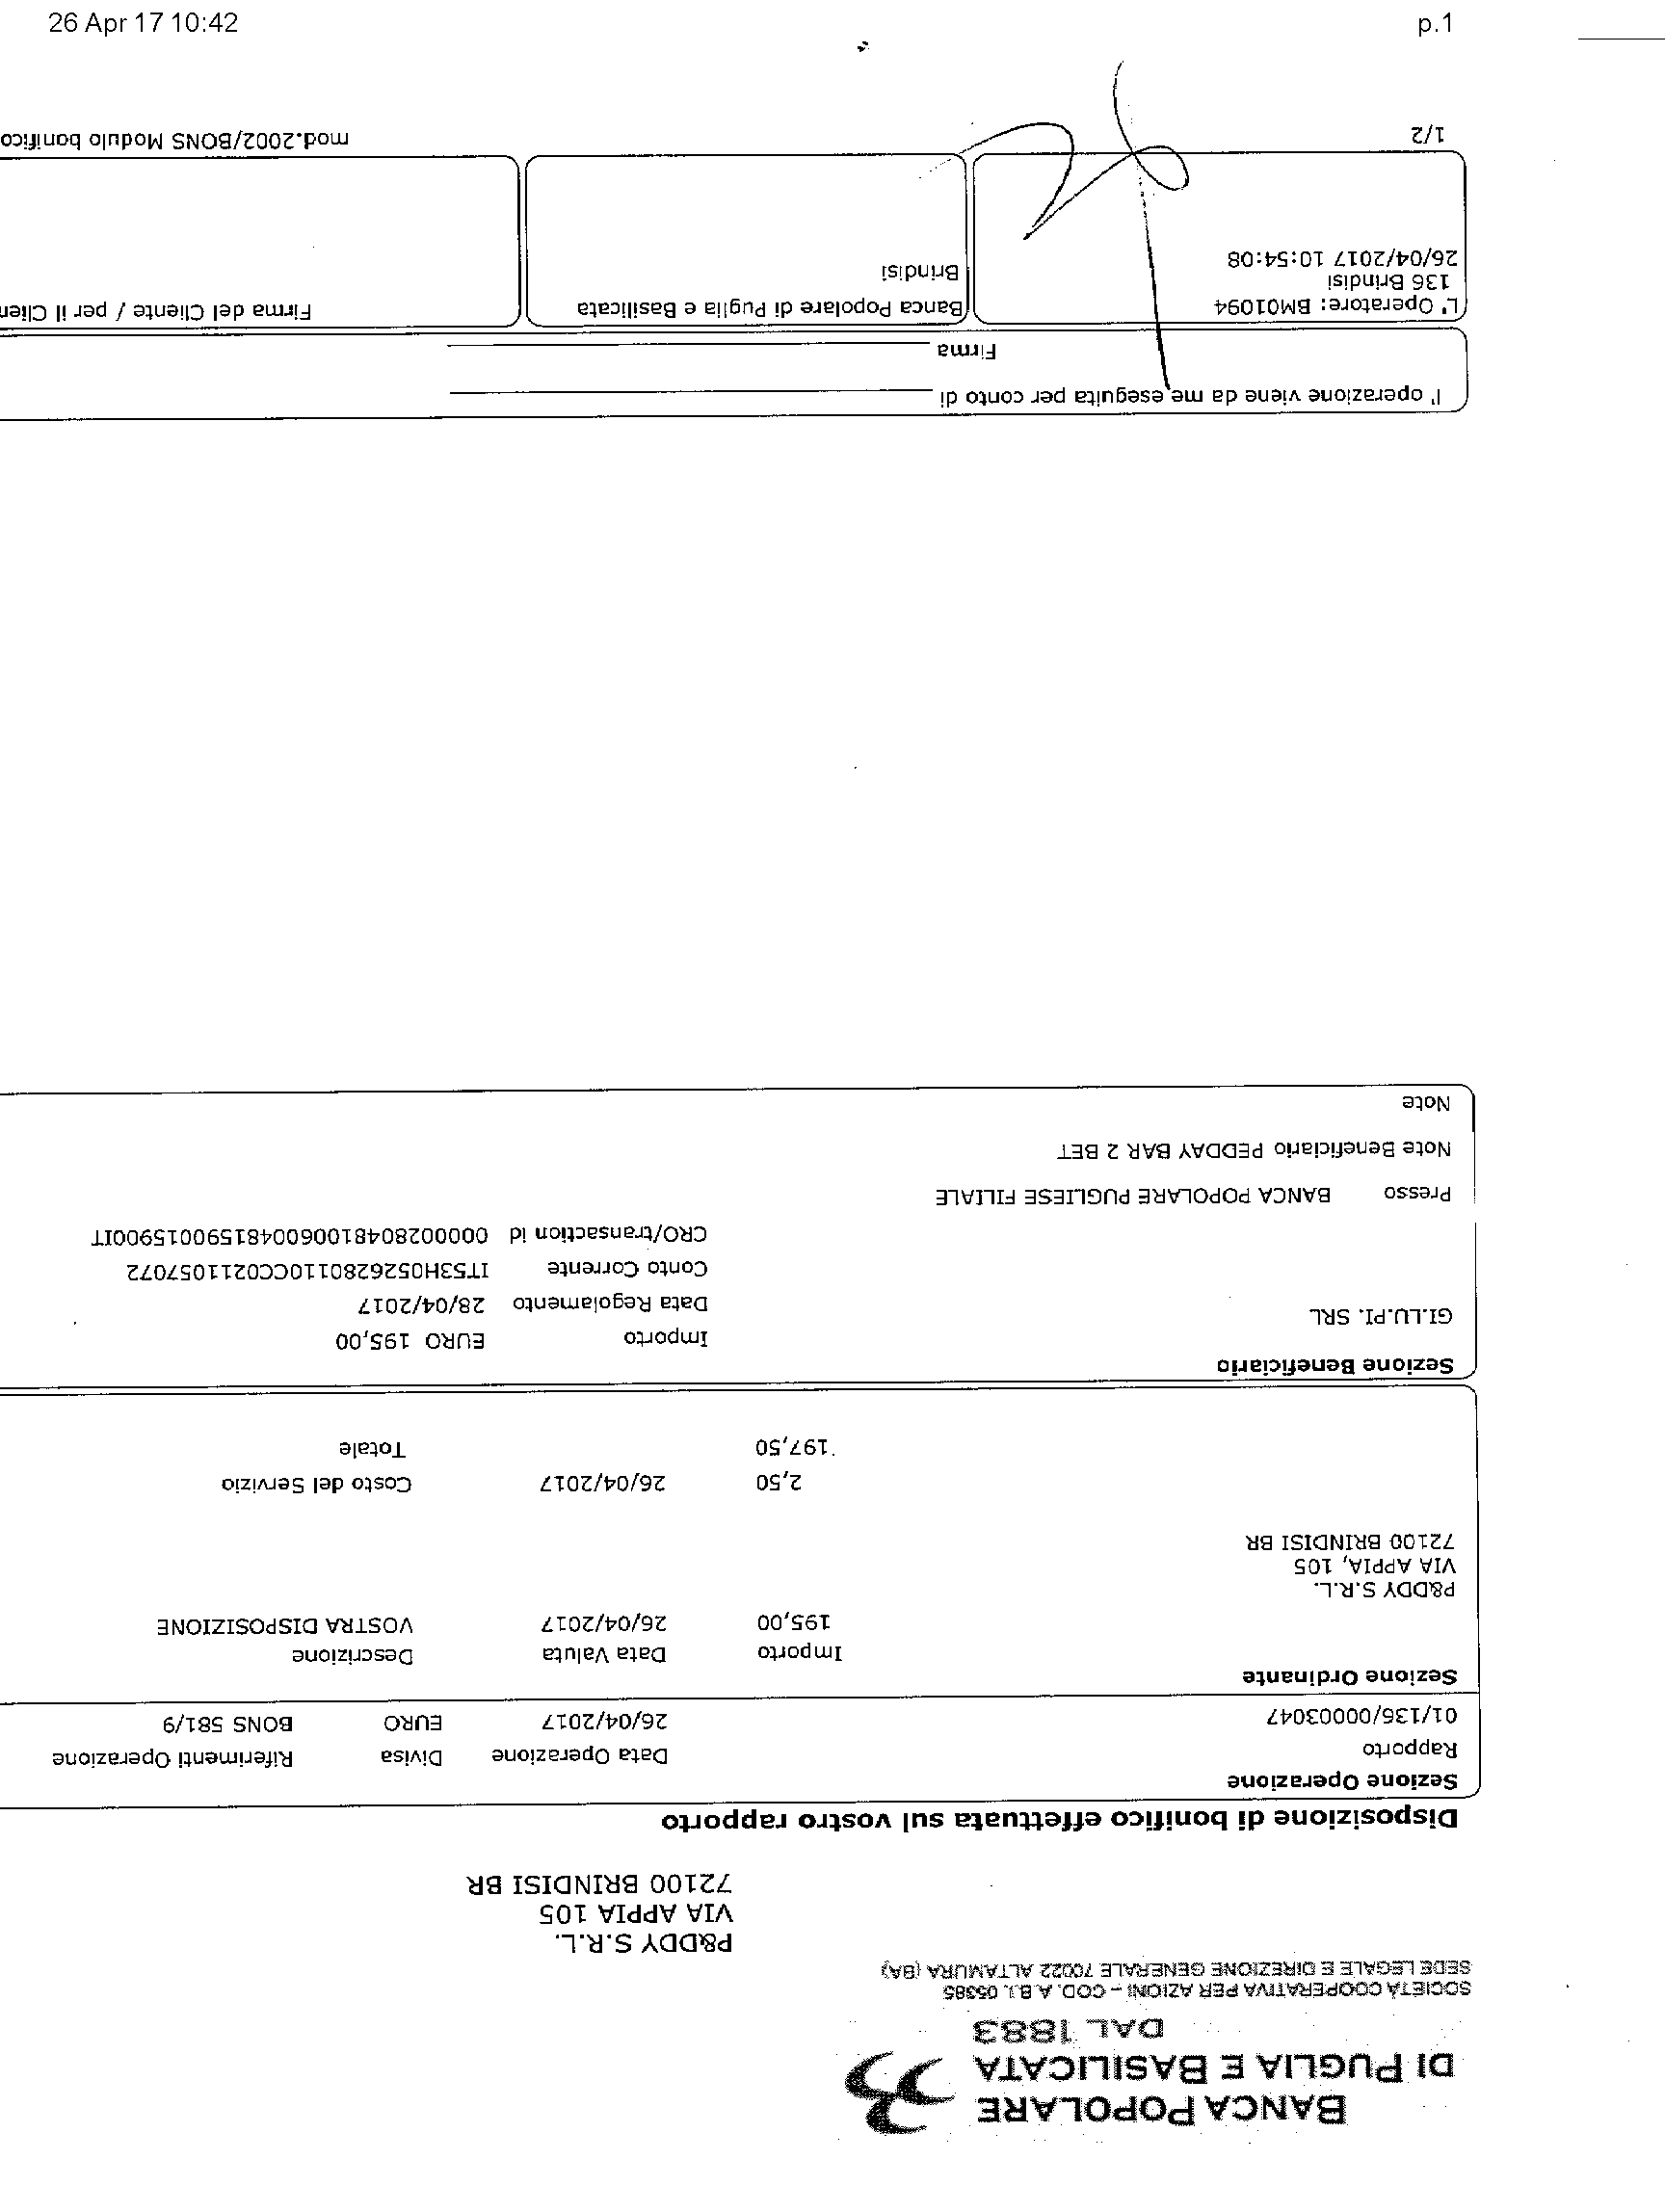 26 Apr 17 10:42 p.1
BANCA POPOLARE
DI PUGLIA E BASILICATA
DAL 1883
SOCIETÀ COOPERATIVA PER AZIONI - COD. A.B.I. 05385
SEDE LEGALE E DIREZIONE GENERALE 70022 ALTAMURA (BA)
P&DDY S.R.L.
VIA APPIA 105
72100 BRINDISI BR
Disposizione di bonifico effettuata sul vostro rapporto
Sezione Operazione
Rapporto Data Operazione Divisa Riferimenti Operazione
01/136/00003047 26/04/2017 EURO BONS 581/9
Sezione Ordinante
Importo Data Valuta Descrizione
195,00 26/04/2017 VOSTRA DISPOSIZIONE
P&DDY S.R.L.
VIA APPIA, 105
72100 BRINDISI BR
2,50 26/04/2017 Costo del Servizio
197,50 Totale
Sezione Beneficiario
Importo EURO 195,00
GI.LU.PI. SRL
Data Regolamento 28/04/2017
Conto Corrente IT53H0526280110CC0211057072
CRO/transaction id 0000028048100600481590015900IT
Presso BANCA POPOLARE PUGLIESE FILIALE
Note Beneficiario PEDDAY BAR 2 BET
Note
l' operazione viene da me eseguita per conto di
Firma
L' Operatore: BM01094 Banca Popolare di Puglia e Basilicata Firma del Cliente / per il Clien
136 Brindisi Brindisi
26/04/2017 10:54:08
1/2 mod.2002/BONS Modulo bonifico